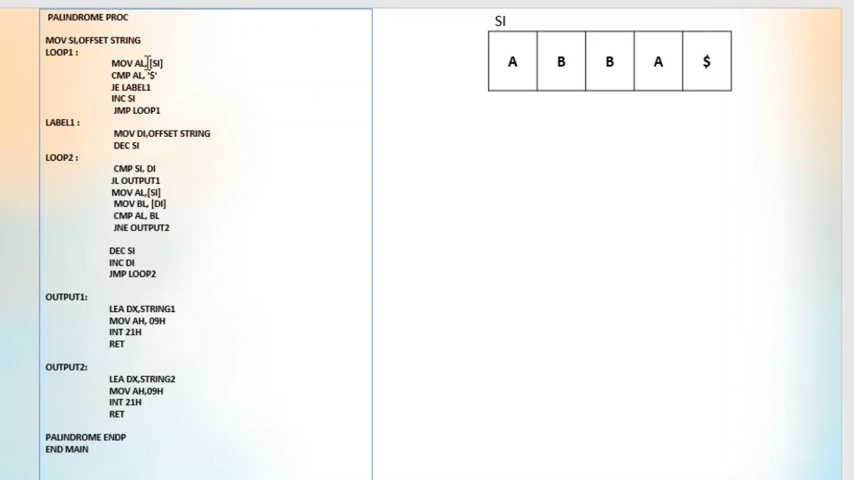 PALINDROME PROC
MOV SI,OFFSET STRING
LOOP1 :
MOV AL, [SI]
CMP AL, '$'
JE LABEL1
INC SI
JMP LOOP1
LABEL1 :
MOV DI,OFFSET STRING
DEC SI
LOOP2 :
CMP SI, DI
JL OUTPUT1
MOV AL,[SI]
MOV BL, [DI]
CMP AL, BL
JNE OUTPUT2
DEC SI
INC DI
JMP LOOP2
OUTPUT1:
LEA DX,STRING1
MOV AH, 09H
INT 21H
RET
OUTPUT2:
LEA DX,STRING2
MOV AH,09H
INT 21H
RET
PALINDROME ENDP
END MAIN
SI
A B B A $